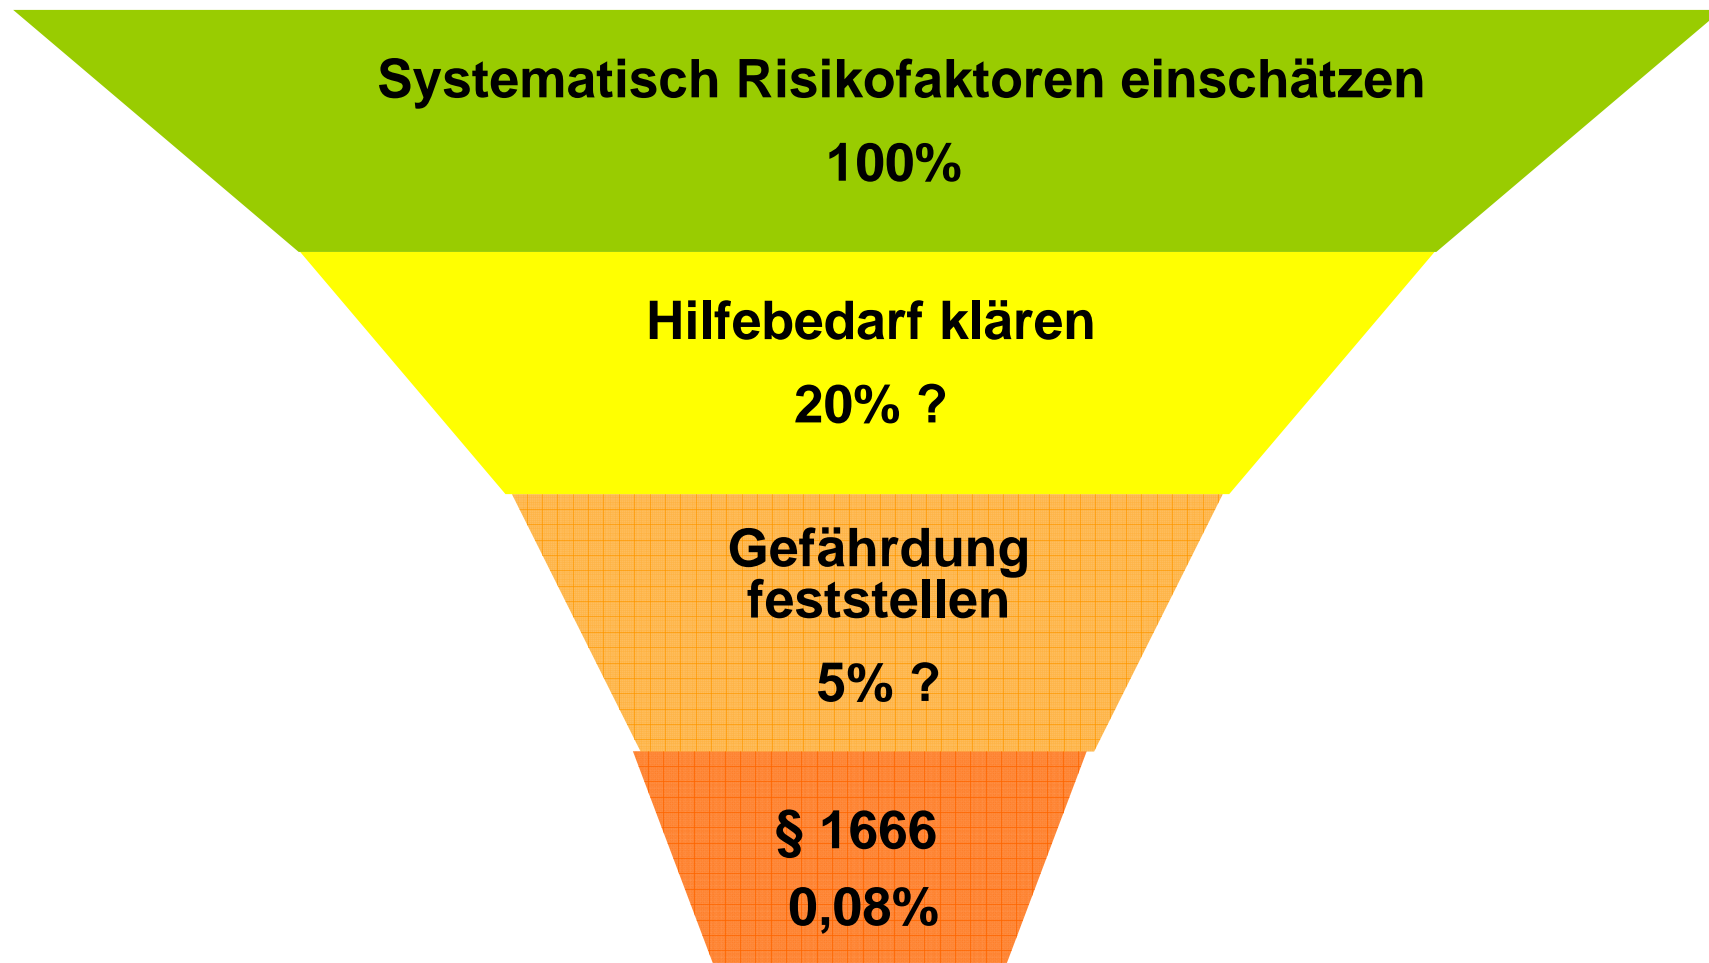 Systematisch Risikofaktoren einschätzen
100%
Hilfebedarf klären
20% ?
Gefährdung
feststellen
5% ?
§ 1666
0,08%